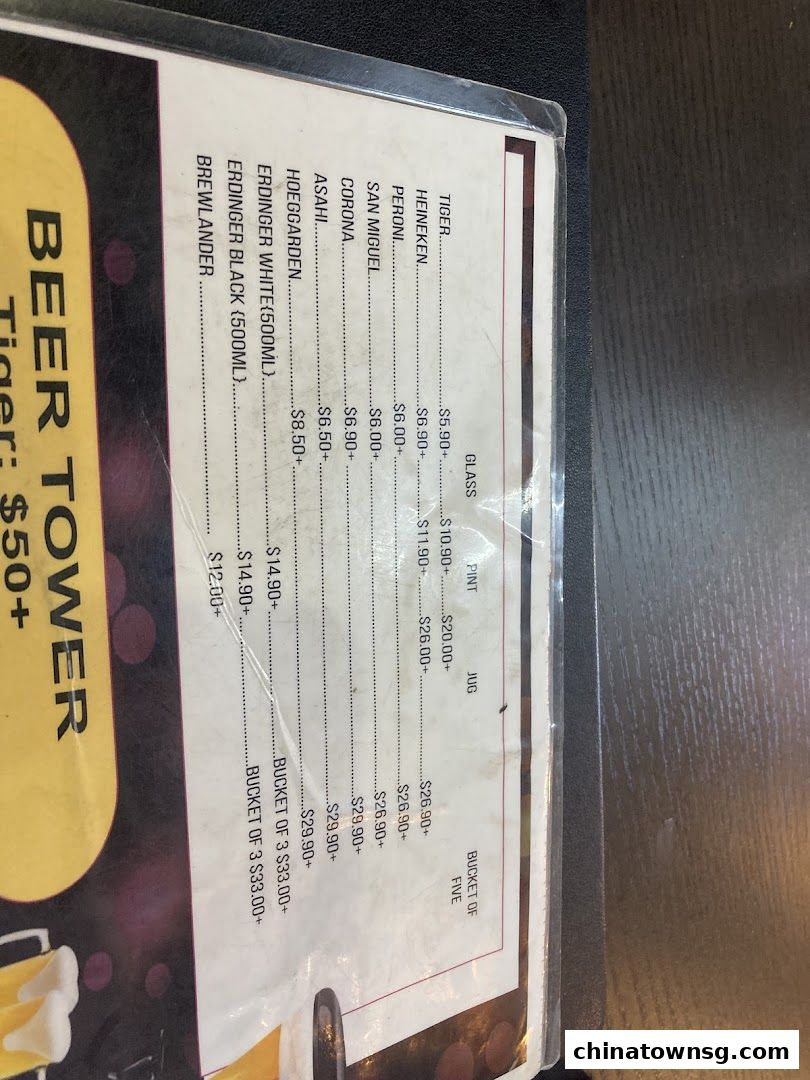 GLASS PINT JUG BUCKET OF FIVE
TIGER $5.90+ $10.90+ $20.00+
HEINEKEN $6.90+ $11.90+ $26.00+ $26.90+
PERONI $6.00+ $26.90+
SAN MIGUEL $6.00+ $26.90+
CORONA $6.90+ $29.90+
ASAHI $6.50+ $29.90+
HOEGGARDEN $8.50+ $29.90+
ERDINGER WHITE{500ML} $14.90+ BUCKET OF 3 $33.00+
ERDINGER BLACK {500ML} $14.90+ BUCKET OF 3 $33.00+
BREWLANDER $12.00+
BEER TOWER
Tiger: $50+
chinatownsg.com